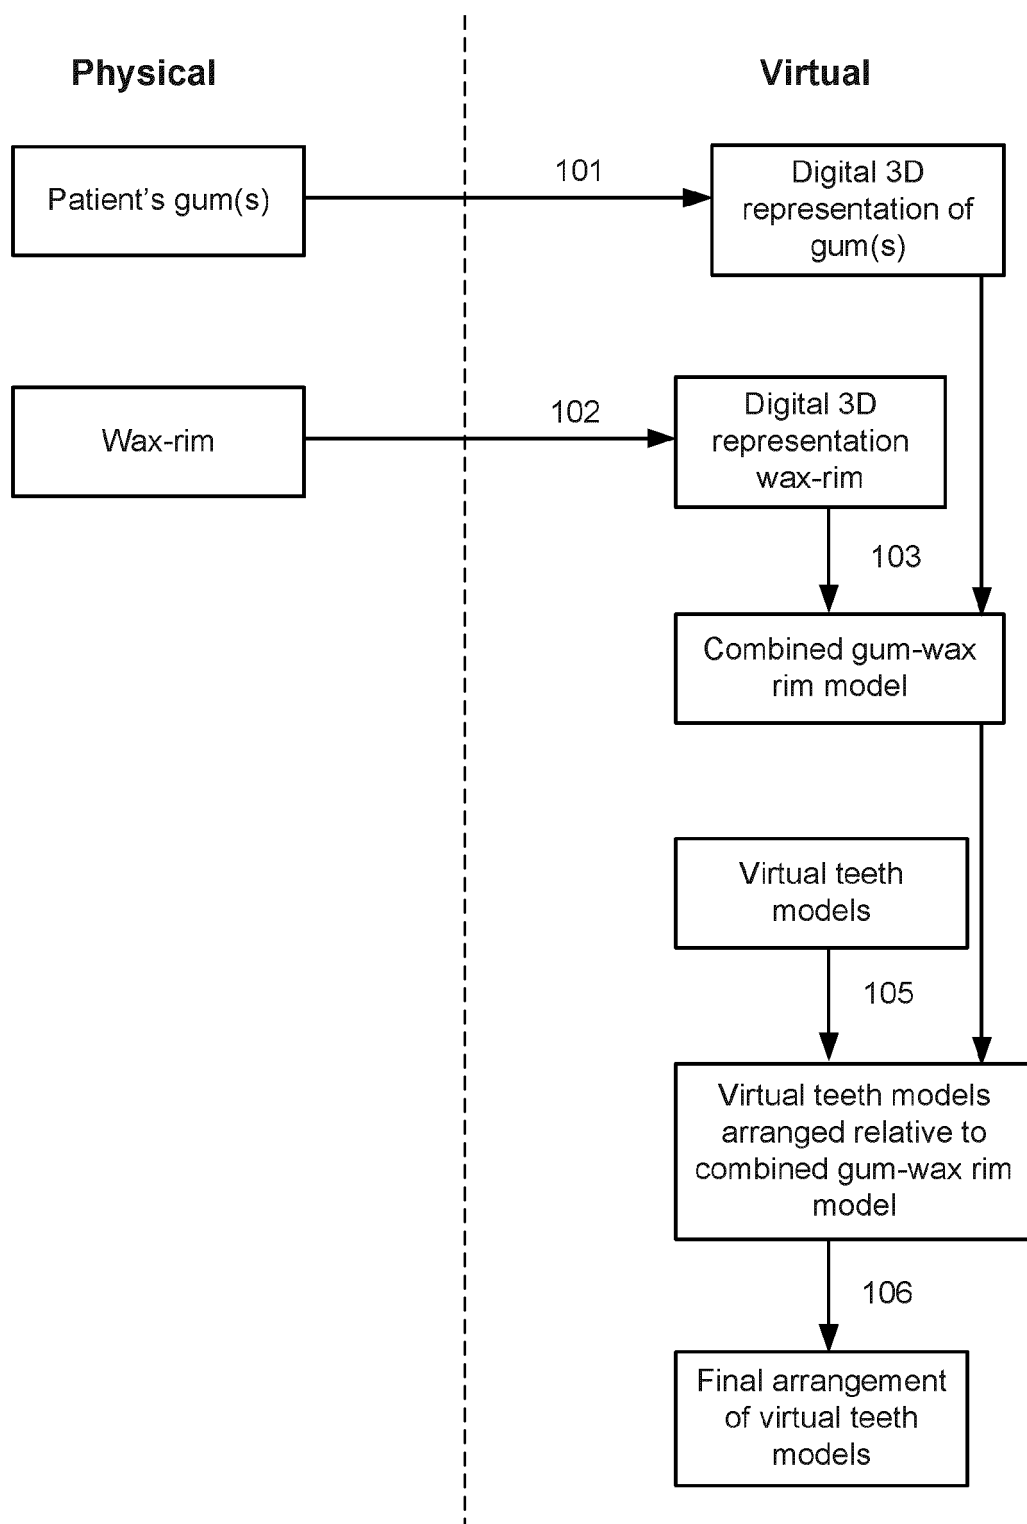 Physical
Virtual
Patient's gum(s)
101
Digital 3D
representation of
gum(s)
Wax-rim
102
Digital 3D
representation
wax-rim
103
Combined gum-wax
rim model
Virtual teeth
models
105
Virtual teeth models
arranged relative to
combined gum-wax rim
model
106
Final arrangement
of virtual teeth
models